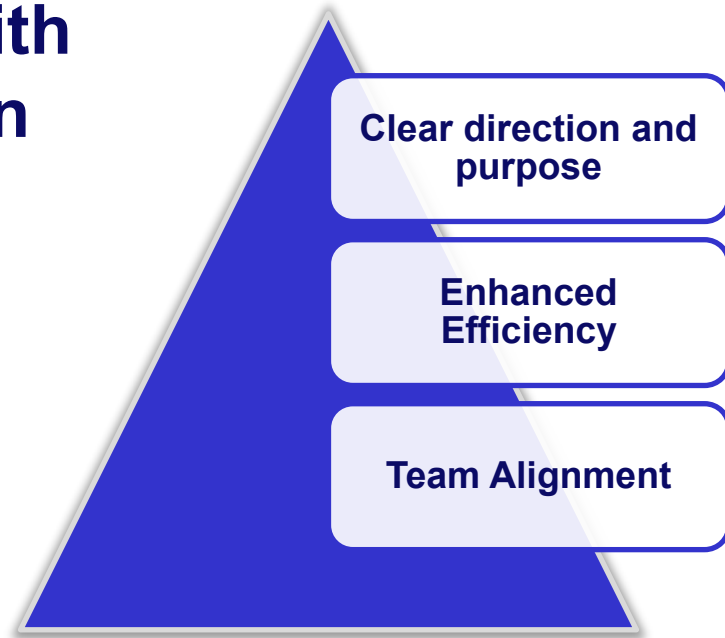 ith
n
Clear direction and
purpose
Enhanced
Efficiency
Team Alignment